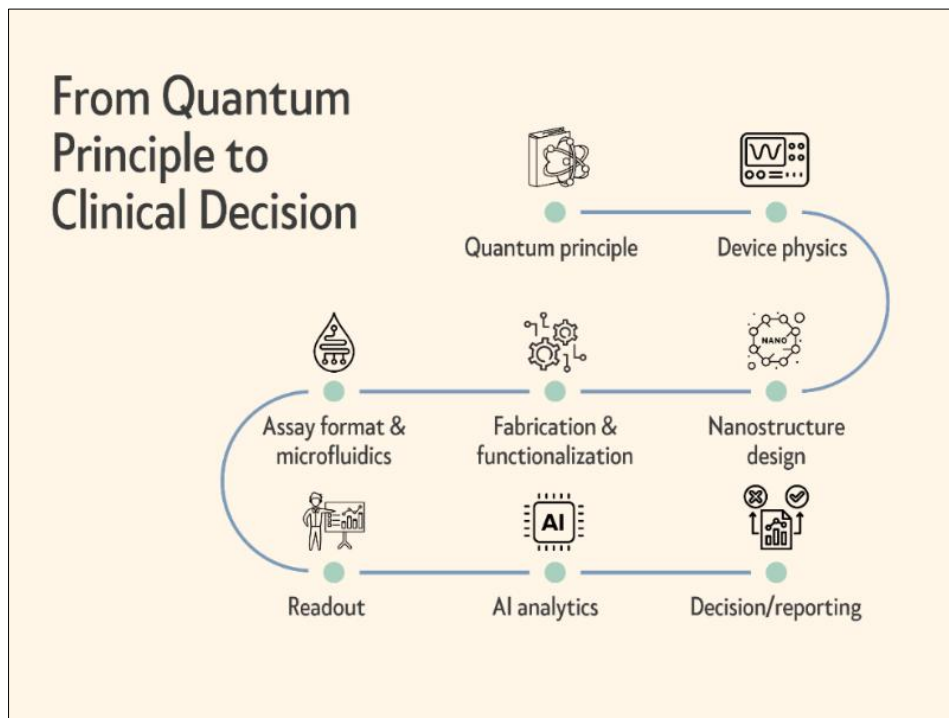 From Quantum
Principle to
Clinical Decision
Quantum principle
Device physics
NANO
Nanostructure
design
Fabrication &
functionalization
Assay format &
microfluidics
Readout
AI
AI analytics
Decision/reporting